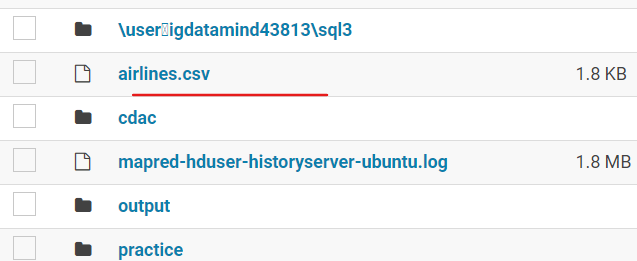 \user▯igdatamind43813\sql3
airlines.csv 1.8 KB
cdac
mapred-hduser-historyserver-ubuntu.log 1.8 MB
output
practice